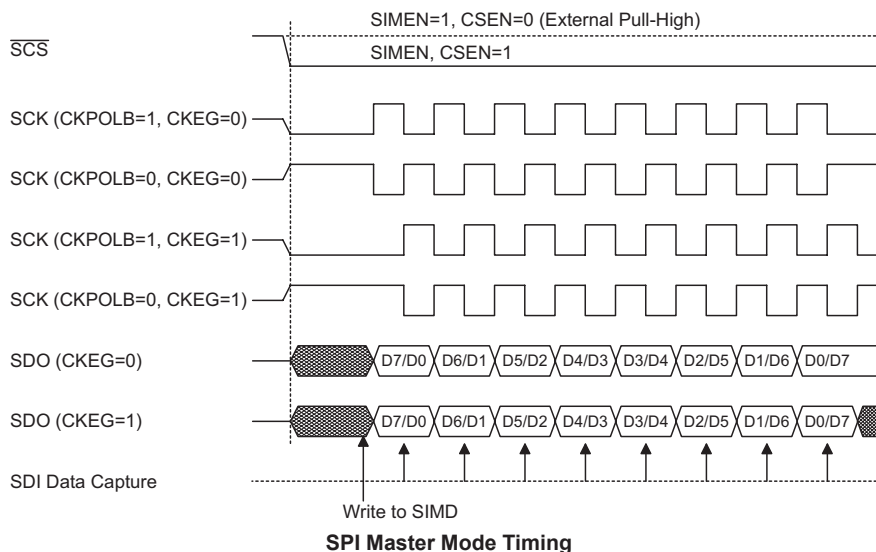 SIMEN=1, CSEN=0 (External Pull-High)
SCS
SIMEN, CSEN=1
SCK (CKPOLB=1, CKEG=0)
SCK (CKPOLB=0, CKEG=0)
SCK (CKPOLB=1, CKEG=1)
SCK (CKPOLB=0, CKEG=1)
SDO (CKEG=0) D7/D0 D6/D1 D5/D2 D4/D3 D3/D4 D2/D5 D1/D6 D0/D7
SDO (CKEG=1) D7/D0 D6/D1 D5/D2 D4/D3 D3/D4 D2/D5 D1/D6 D0/D7
SDI Data Capture
Write to SIMD
SPI Master Mode Timing